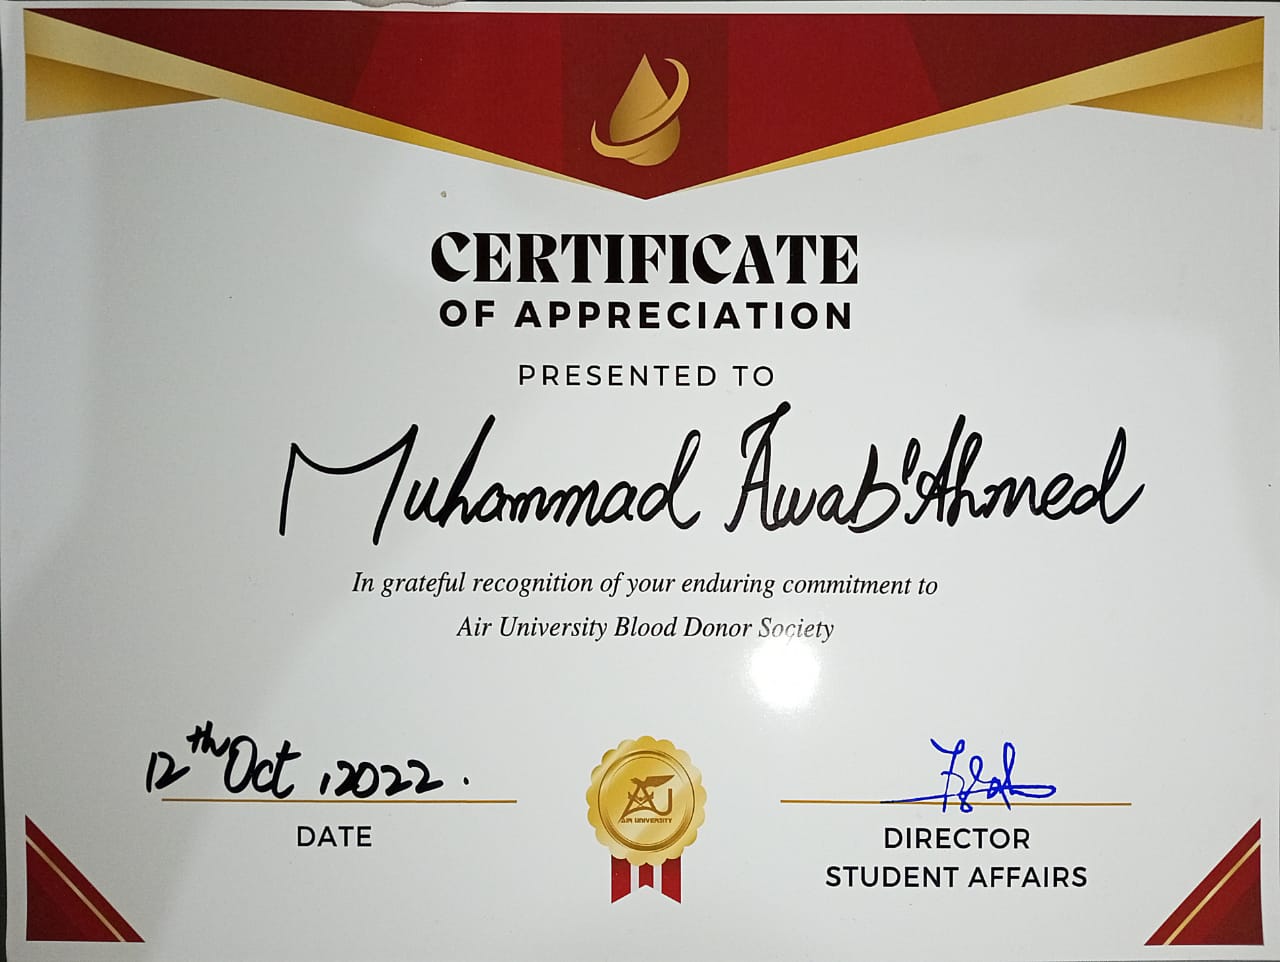 CERTIFICATE
OF APPRECIATION
PRESENTED TO
Muhammad Awab Ahmed
In grateful recognition of your enduring commitment to
Air University Blood Donor Society
12th Oct, 2022.
DATE
AU
AIR UNIVERSITY
DIRECTOR
STUDENT AFFAIRS